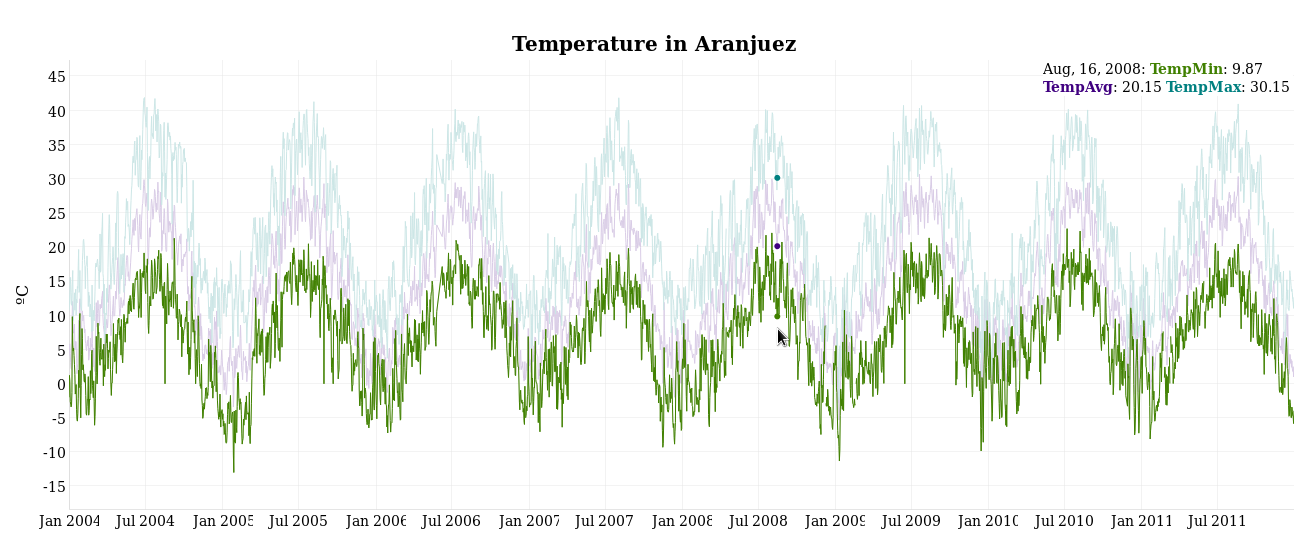 Temperature in Aranjuez
Aug, 16, 2008: TempMin: 9.87
TempAvg: 20.15 TempMax: 30.15
45
40
35
30
25
20
15
10
5
0
-5
-10
-15
ºC
Jan 2004 Jul 2004 Jan 2005 Jul 2005 Jan 2006 Jul 2006 Jan 2007 Jul 2007 Jan 2008 Jul 2008 Jan 2009 Jul 2009 Jan 2010 Jul 2010 Jan 2011 Jul 2011